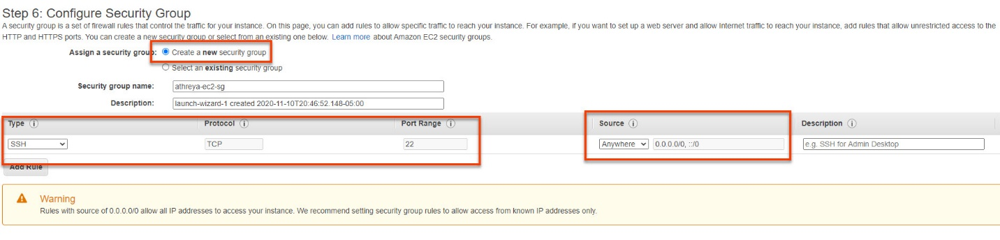 Step 6: Configure Security Group
A security group is a set of firewall rules that control the traffic for your instance. On this page, you can add rules to allow specific traffic to reach your instance. For example, if you want to set up a web server and allow Internet traffic to reach your instance, add rules that allow unrestricted access to the
HTTP and HTTPS ports. You can create a new security group or select from an existing one below. Learn more about Amazon EC2 security groups.
Assign a security group: Create a new security group
Select an existing security group
Security group name: athreya-ec2-sg
Description: launch-wizard-1 created 2020-11-10T20:46:52.148-05:00
Type Protocol Port Range Source Description
SSH TCP 22 Anywhere 0.0.0.0/0, ::/0 e.g. SSH for Admin Desktop
Add Rule
Warning
Rules with source of 0.0.0.0/0 allow all IP addresses to access your instance. We recommend setting security group rules to allow access from known IP addresses only.